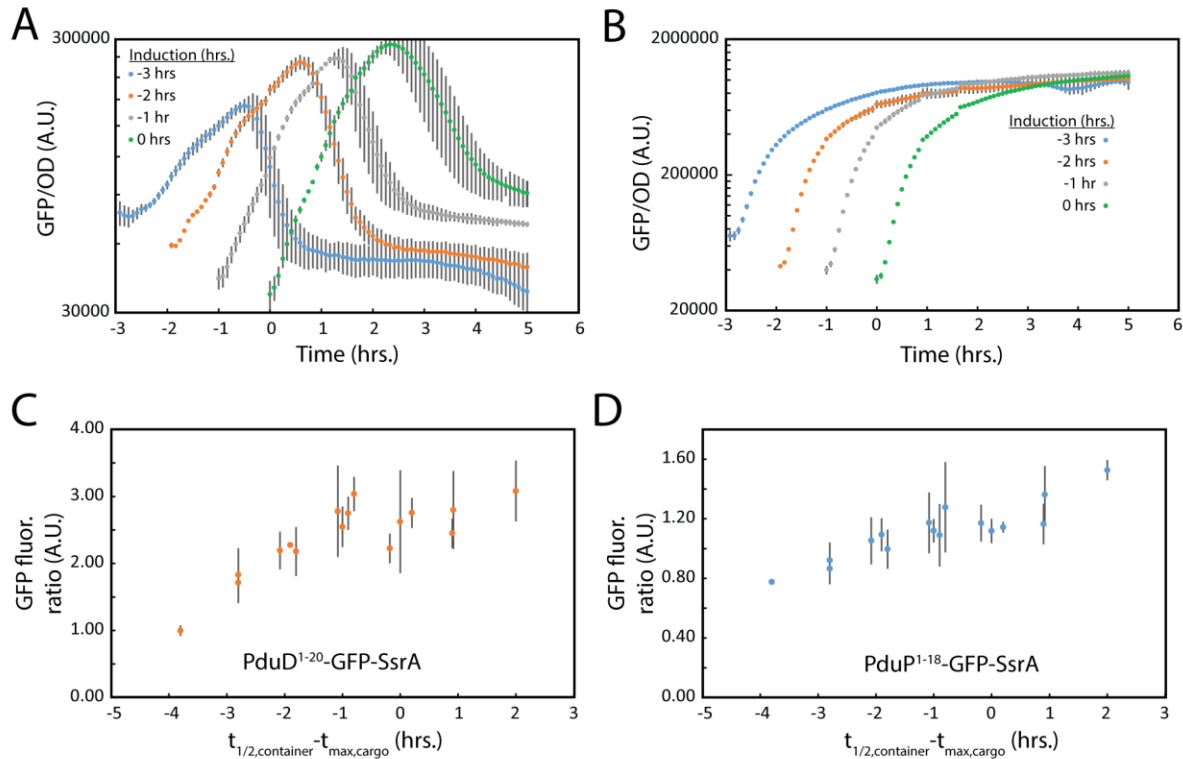 A
300000
Induction (hrs.)
-3 hrs
-2 hrs
-1 hr
0 hrs
GFP/OD (A.U.)
30000
-3 -2 -1 0 1 2 3 4 5 6
Time (hrs.)
B
2000000
200000
20000
GFP/OD (A.U.)
Induction (hrs.)
-3 hrs
-2 hrs
-1 hr
0 hrs
-3 -2 -1 0 1 2 3 4 5 6
Time (hrs.)
C
4.00
3.00
2.00
1.00
0.00
GFP fluor.
ratio (A.U.)
PduD1-20-GFP-SsrA
-5 -4 -3 -2 -1 0 1 2 3
t1/2,container-tmax,cargo (hrs.)
D
1.60
1.20
0.80
0.40
0.00
GFP fluor.
ratio (A.U.)
PduP1-18-GFP-SsrA
-5 -4 -3 -2 -1 0 1 2 3
t1/2,container-tmax,cargo (hrs.)